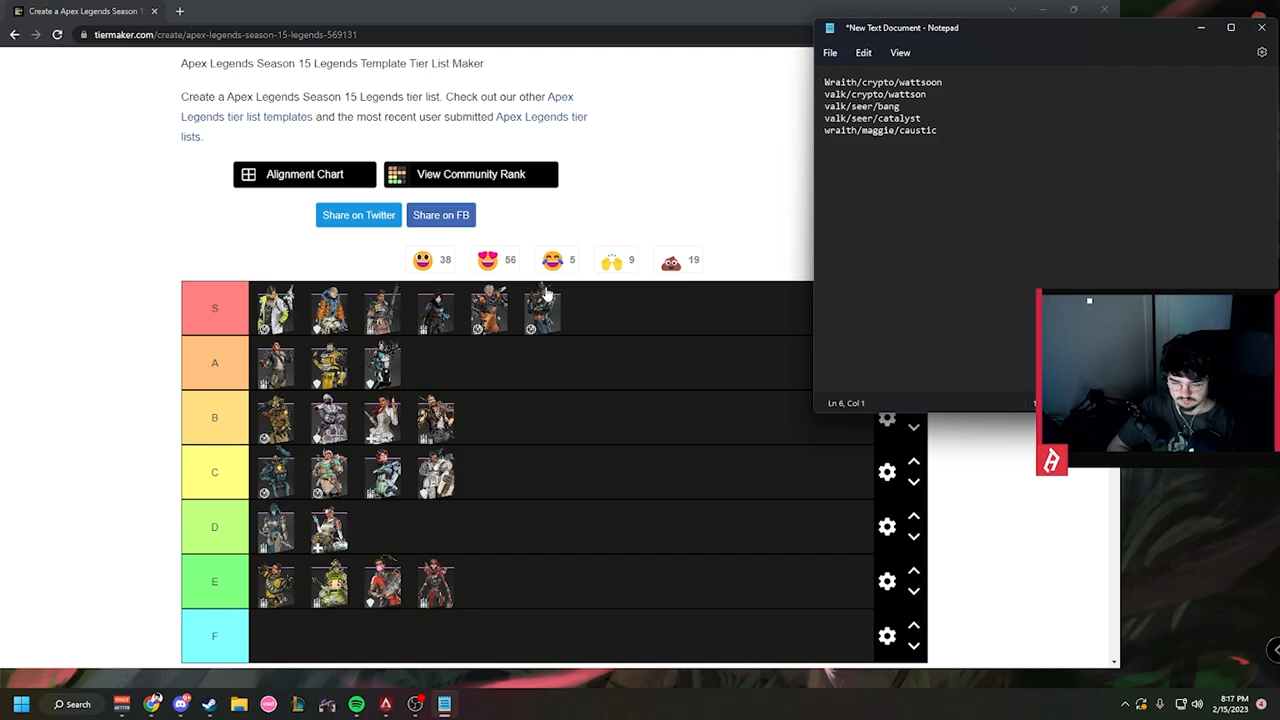 Create a Apex Legends Season 1
tiermaker.com/create/apex-legends-season-15-legends-569131
Apex Legends Season 15 Legends Template Tier List Maker
Create a Apex Legends Season 15 Legends tier list. Check out our other Apex
Legends tier list templates and the most recent user submitted Apex Legends tier
lists.
Alignment Chart
View Community Rank
Share on Twitter
Share on FB
38
56
5
9
19
S
A
B
C
D
E
F
*New Text Document - Notepad
File Edit View
Wraith/crypto/wattsoon
valk/crypto/wattson
valk/seer/bang
valk/seer/catalyst
wraith/maggie/caustic
Ln 6, Col 1
Search
8:17 PM
2/15/2023